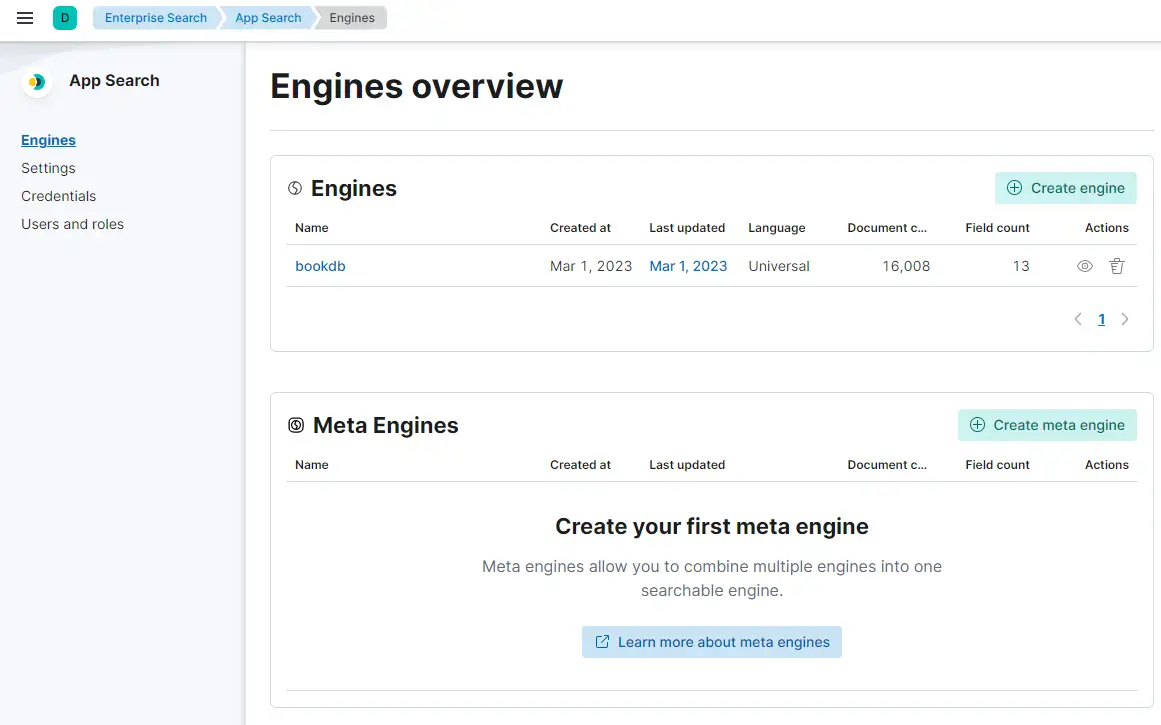 D
Enterprise Search
App Search
Engines
App Search
Engines
Settings
Credentials
Users and roles
Engines overview
Engines
Create engine
Name Created at Last updated Language Document c... Field count Actions
bookdb Mar 1, 2023 Mar 1, 2023 Universal 16,008 13
1
Meta Engines
Create meta engine
Name Created at Last updated Document c... Field count Actions
Create your first meta engine
Meta engines allow you to combine multiple engines into one
searchable engine.
Learn more about meta engines